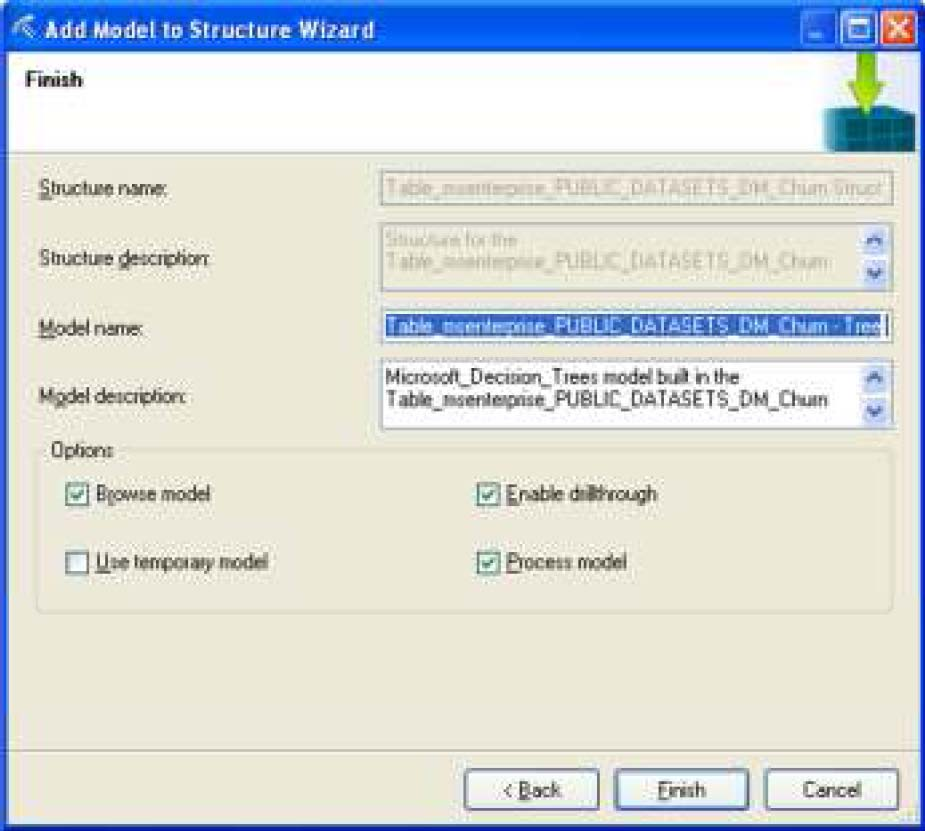 Add Model to Structure Wizard
Finish
Structure name:
Table_msenterprise_PUBLIC_DATASETS_DM_Churn Struct
Structure description:
Structure for the
Table_msenterprise_PUBLIC_DATASETS_DM_Churn
Model name:
Table_msenterprise_PUBLIC_DATASETS_DM_Churn - Tree
Model description:
Microsoft_Decision_Trees model built in the
Table_msenterprise_PUBLIC_DATASETS_DM_Churn
Options
Browse model
Enable drillthrough
Use temporary model
Process model
< Back
Finish
Cancel